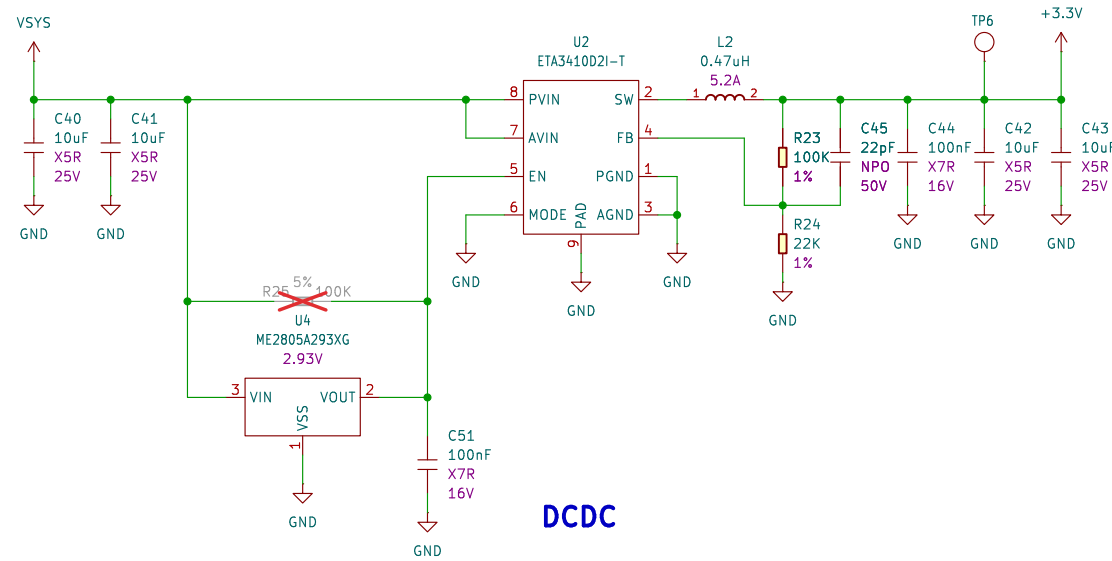 VSYS
C40
10uF
X5R
25V
GND
C41
10uF
X5R
25V
GND
U2
ETA3410D2I-T
8 PVIN
7 AVIN
5 EN
6 MODE
SW 2
FB 4
PGND 1
AGND 3
PAD
9
GND
GND
GND
L2
0.47uH
5.2A
1 2
R23
100K
1%
C45
22pF
NPO
50V
C44
100nF
X7R
16V
GND
TP6
C42
10uF
X5R
25V
GND
+3.3V
C43
10uF
X5R
25V
GND
R24
22K
1%
GND
5%
R25 100K
U4
ME2805A293XG
2.93V
3 VIN
VOUT 2
VSS
1
GND
C51
100nF
X7R
16V
GND
DCDC